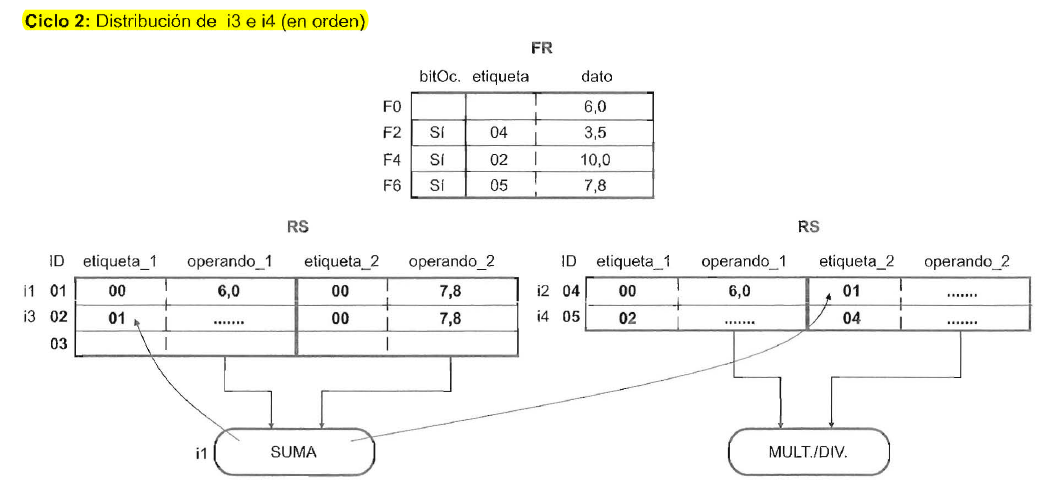 Ciclo 2: Distribución de i3 e i4 (en orden)
FR
bitOc. etiqueta dato
F0 6,0
F2 Sí 04 3,5
F4 Sí 02 10,0
F6 Sí 05 7,8
RS
ID etiqueta_1 operando_1 etiqueta_2 operando_2
i1 01 00 6,0 00 7,8
i3 02 01 ....... 00 7,8
03
RS
ID etiqueta_1 operando_1 etiqueta_2 operando_2
i2 04 00 6,0 01 .......
i4 05 02 ....... 04 .......
i1 SUMA
MULT./DIV.